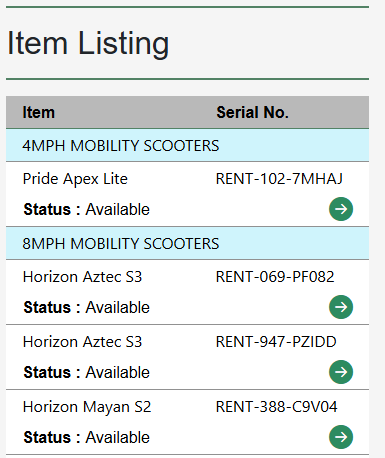 Item Listing
Item Serial No.
4MPH MOBILITY SCOOTERS
Pride Apex Lite RENT-102-7MHAJ
Status : Available
8MPH MOBILITY SCOOTERS
Horizon Aztec S3 RENT-069-PF082
Status : Available
Horizon Aztec S3 RENT-947-PZIDD
Status : Available
Horizon Mayan S2 RENT-388-C9V04
Status : Available